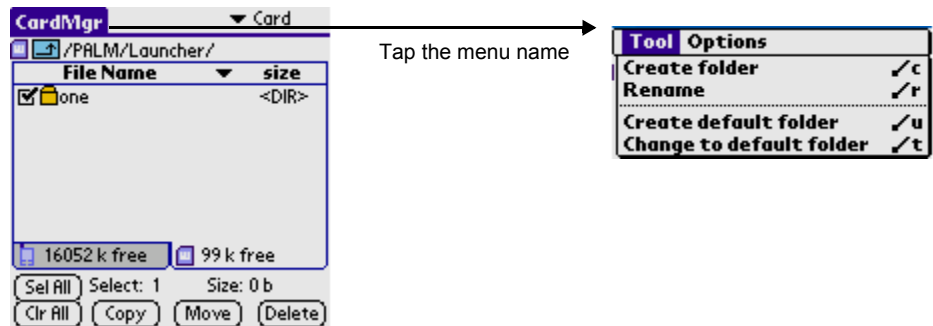 CardMgr ▼ Card
/PALM/Launcher/
File Name ▼ size
one <DIR>
16052 k free 99 k free
Sel All Select: 1 Size: 0 b
Clr All Copy Move Delete
Tap the menu name
Tool Options
Create folder /c
Rename /r
Create default folder /u
Change to default folder /t